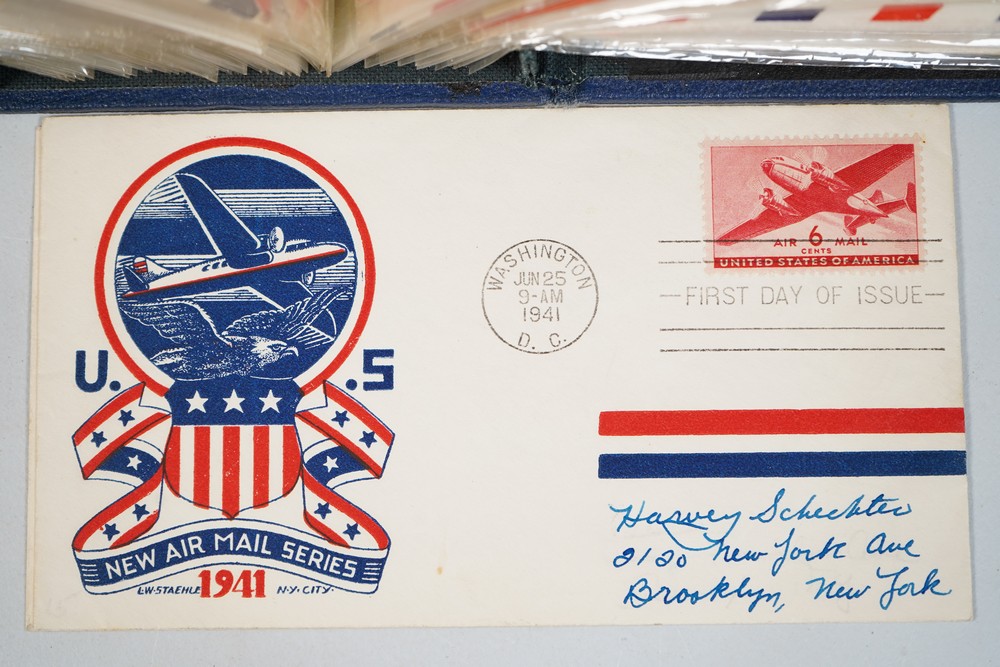 U. .S
NEW AIR MAIL SERIES
L.W. STAEHLE 1941 N.Y. CITY.
WASHINGTON
JUN 25
9-AM
1941
D. C.
AIR 6 MAIL
CENTS
UNITED STATES OF AMERICA
FIRST DAY OF ISSUE
Harvey Schechter
2120 New York Ave
Brooklyn, New York